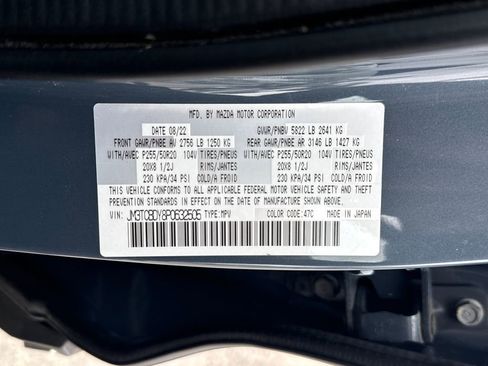 MFD. BY MAZDA MOTOR CORPORATION
DATE 08/22 GVWR/PNBV 5822 LB 2641 KG
FRONT GAWR/PNBE AV 2756 LB 1250 KG REAR GAWR/PNBE AR 3146 LB 1427 KG
WITH/AVEC P255/50R20 104V TIRES/PNEUS WITH/AVEC P255/50R20 104V TIRES/PNEUS
20X8 1/2J RIMS/JANTES 20X8 1/2J RIMS/JANTES
230 KPA/34 PSI COLD/A FROID 230 KPA/34 PSI COLD/A FROID
THIS VEHICLE CONFORMS TO ALL APPLICABLE FEDERAL MOTOR VEHICLE SAFETY AND THEFT
PREVENTION STANDARDS IN EFFECT ON THE DATE OF MANUFACTURE SHOWN ABOVE.
VIN: JM3TCBDY8P0632505 TYPE:MPV COLOR CODE: 47C MADE IN JAPAN